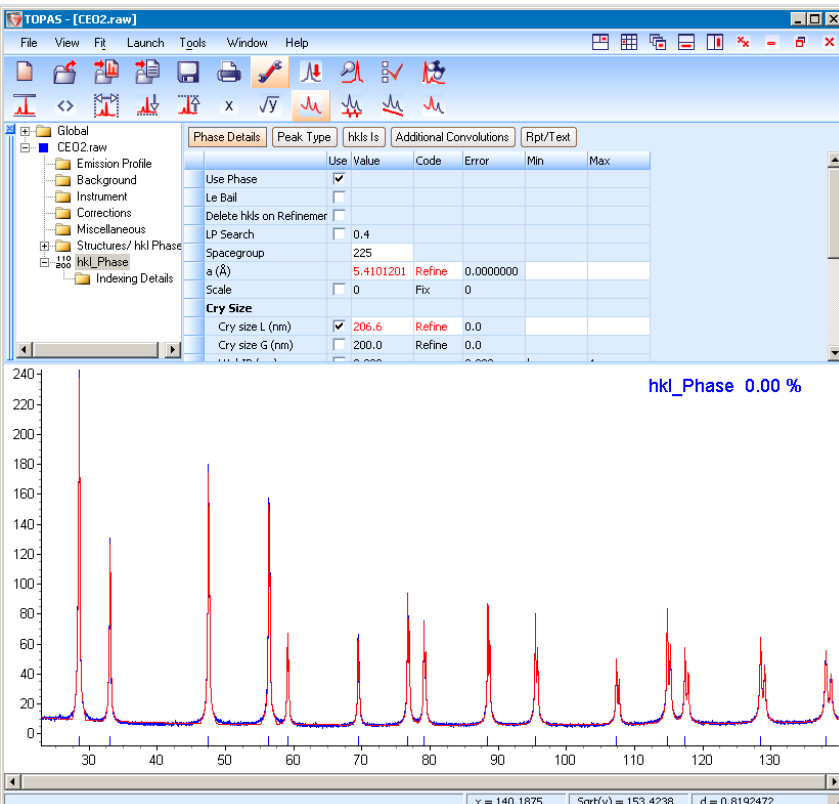 TOPAS - [CEO2.raw]
File View Fit Launch Tools Window Help
x √y
Global
CEO2.raw
Emission Profile
Background
Instrument
Corrections
Miscellaneous
Structures/ hkl Phase
110 200 hkl_Phase
Indexing Details
Phase Details Peak Type hkls Is Additional Convolutions Rpt/Text
Use Value Code Error Min Max
Use Phase
Le Bail
Delete hkls on Refinemer
LP Search 0.4
Spacegroup 225
a (Å) 5.4101201 Refine 0.0000000
Scale 0 Fix 0
Cry Size
Cry size L (nm) 206.6 Refine 0.0
Cry size G (nm) 200.0 Refine 0.0
hkl_Phase 0.00 %
240
220
200
180
160
140
120
100
80
60
40
20
0
30 40 50 60 70 80 90 100 110 120 130
x = 140.1875 Sqrt(y) = 153.4238 d = 0.8192472